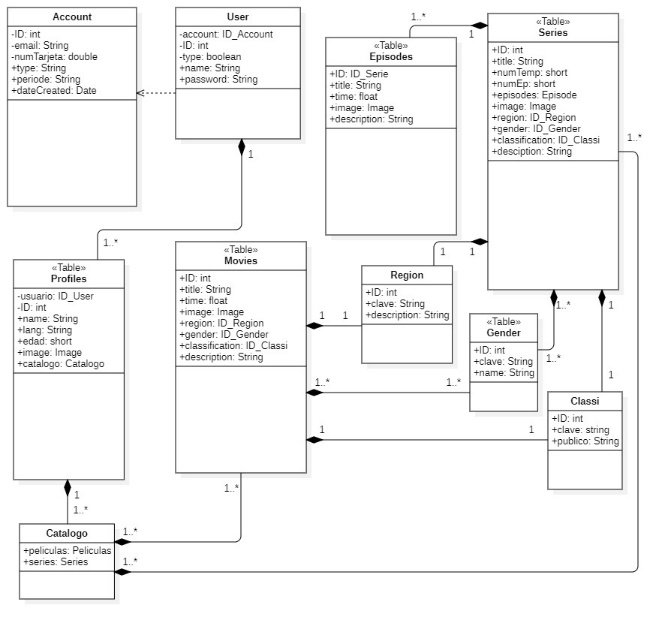 Account
-ID: int
-email: String
-numTarjeta: double
+type: String
+periode: String
+dateCreated: Date
User
-account: ID_Account
-ID: int
-type: boolean
+name: String
+password: String
1
1..*
«Table»
Episodes
+ID: ID_Serie
+title: String
+time: float
+image: Image
+description: String
1..*
1
«Table»
Series
+ID: int
+title: String
+numTemp: short
+numEp: short
+episodes: Episode
+image: Image
+region: ID_Region
+gender: ID_Gender
+classification: ID_Classi
+desciption: String
1..*
«Table»
Profiles
-usuario: ID_User
-ID: int
+name: String
+lang: String
+edad: short
+image: Image
+catalogo: Catalogo
1
1..*
«Table»
Movies
+ID: int
+title: String
+time: float
+image: Image
+region: ID_Region
+gender: ID_Gender
+classification: ID_Classi
+description: String
1
1
1..*
1..*
1
1
1..*
Region
+ID: int
+clave: String
+description: String
1
1
«Table»
Gender
+ID: int
+clave: String
+name: String
1..*
1..*
1
1
Classi
+ID: int
+clave: string
+publico: String
Catalogo
+peliculas: Peliculas
+series: Series
1..*
1..*